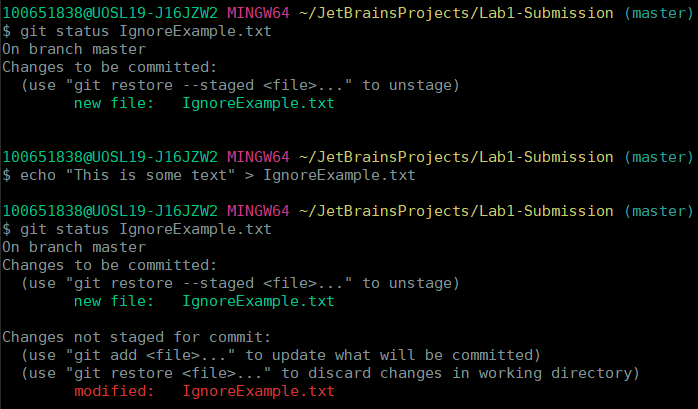 100651838@UOSL19-J16JZW2 MINGW64 ~/JetBrainsProjects/Lab1-Submission (master)
$ git status IgnoreExample.txt
On branch master
Changes to be committed:
  (use "git restore --staged <file>..." to unstage)
        new file:   IgnoreExample.txt

100651838@UOSL19-J16JZW2 MINGW64 ~/JetBrainsProjects/Lab1-Submission (master)
$ echo "This is some text" > IgnoreExample.txt

100651838@UOSL19-J16JZW2 MINGW64 ~/JetBrainsProjects/Lab1-Submission (master)
$ git status IgnoreExample.txt
On branch master
Changes to be committed:
  (use "git restore --staged <file>..." to unstage)
        new file:   IgnoreExample.txt

Changes not staged for commit:
  (use "git add <file>..." to update what will be committed)
  (use "git restore <file>..." to discard changes in working directory)
        modified:   IgnoreExample.txt